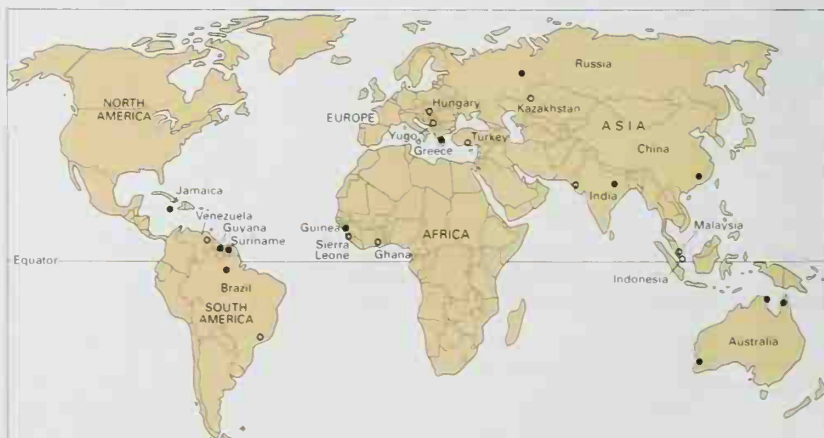 Russia
NORTH
AMERICA
Hungary
Kazakhstan
EUROPE
ASIA
Yugo
Turkey
Greece
China
Jamaica
India
Venezuela
Guyana
Suriname
Guinea
Malaysia
AFRICA
Sierra
Leone
Ghana
Equator
Indonesia
Brazil
SOUTH
AMERICA
Australia